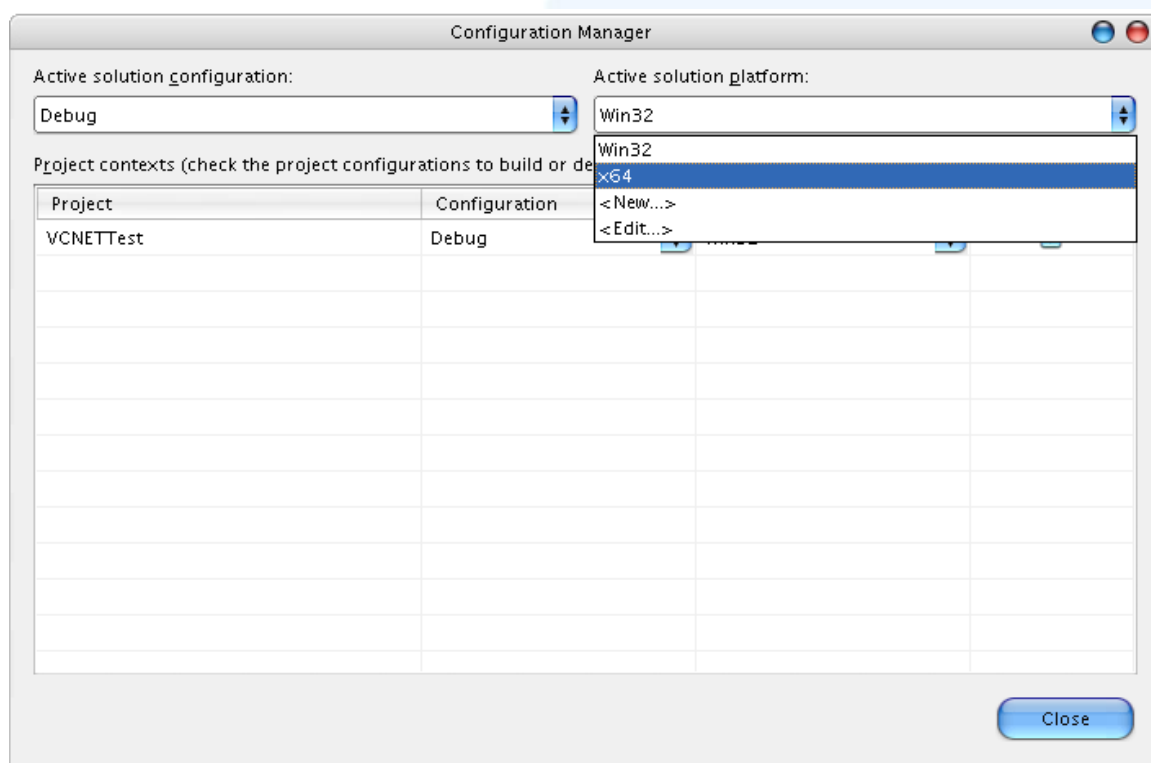 Configuration Manager
Active solution configuration:
Active solution platform:
Debug
Win32
Win32
x64
<New...>
<Edit...>
Project contexts (check the project configurations to build or de
Project
Configuration
VCNETTest
Debug
Close